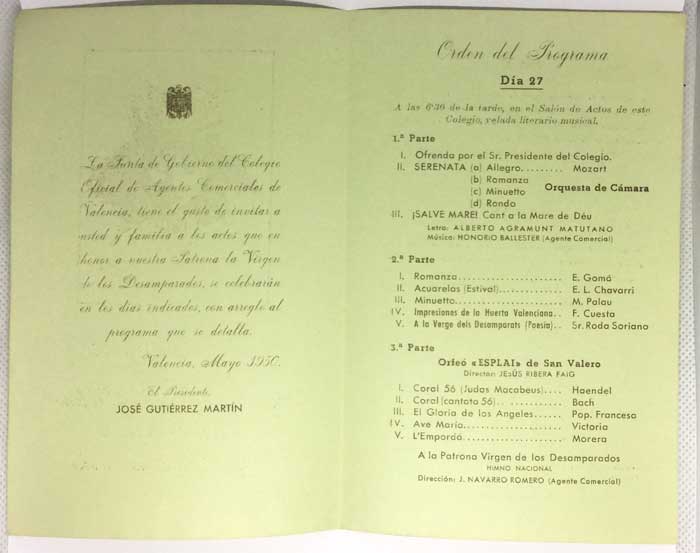 La Junta de Gobierno del Colegio
Oficial de Agentes Comerciales de
Valencia, tiene el gusto de invitar a
usted y familia a los actos que en
honor a nuestra Patrona la Virgen
de los Desamparados, se celebrarán
en los días indicados, con arreglo al
programa que se detalla.
Valencia, Mayo 1950.
El Presidente,
JOSÉ GUTIÉRREZ MARTÍN
Orden del Programa
Día 27
A las 6'30 de la tarde, en el Salón de Actos de este
Colegio, velada literario musical.
1.ª Parte
I. Ofrenda por el Sr. Presidente del Colegio.
II. SERENATA (a) Allegro........ Mozart
(b) Romanza
(c) Minuetto Orquesta de Cámara
(d) Rondo
III. ¡SALVE MARE! Cant a la Mare de Déu
Letra: ALBERTO AGRAMUNT MATUTANO
Música: HONORIO BALLESTER (Agente Comercial)
2.ª Parte
I. Romanza.................. E. Gomá
II. Acuarelas (Estival)........... E. L. Chavarri
III. Minuetto.................. M. Palau
IV. Impresiones de la Huerta Valenciana.. F. Cuesta
V. A la Verge dels Desamparats (Poesía).. Sr. Roda Soriano
3.ª Parte
Orfeó «ESPLAI» de San Valero
Director: JESÚS RIBERA FAIG
I. Coral 56 (Judas Macabeus).... Haendel
II. Coral (cantata 56)............ Bach
III. El Gloria de los Angeles...... Pop. Francesa
IV. Ave María................. Victoria
V. L'Empordá................ Morera
A la Patrona Virgen de los Desamparados
HIMNO NACIONAL
Dirección: J. NAVARRO ROMERO (Agente Comercial)